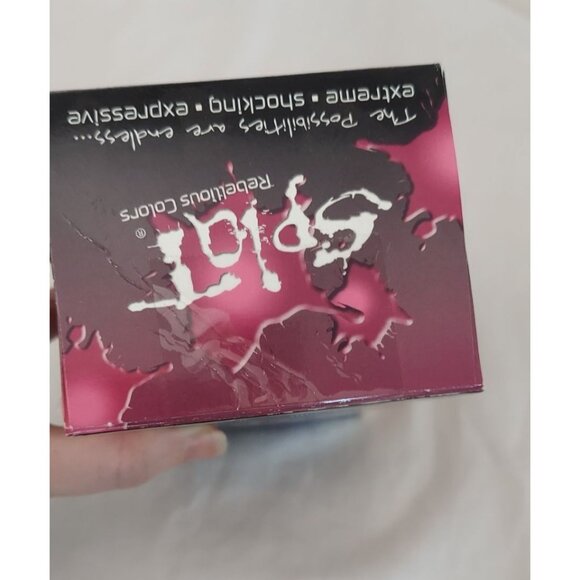 Splat
®
Rebellious Colors
The Possibilities are endless...
extreme ▪ shocking ▪ expressive